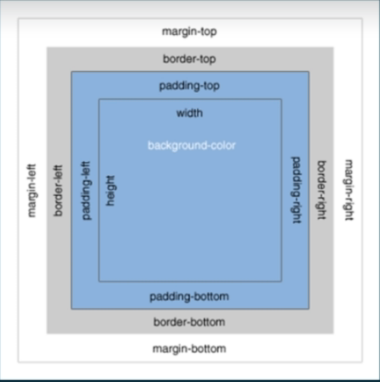 margin-top
border-top
padding-top
width
background-color
margin-left
border-left
padding-left
height
padding-right
border-right
margin-right
padding-bottom
border-bottom
margin-bottom